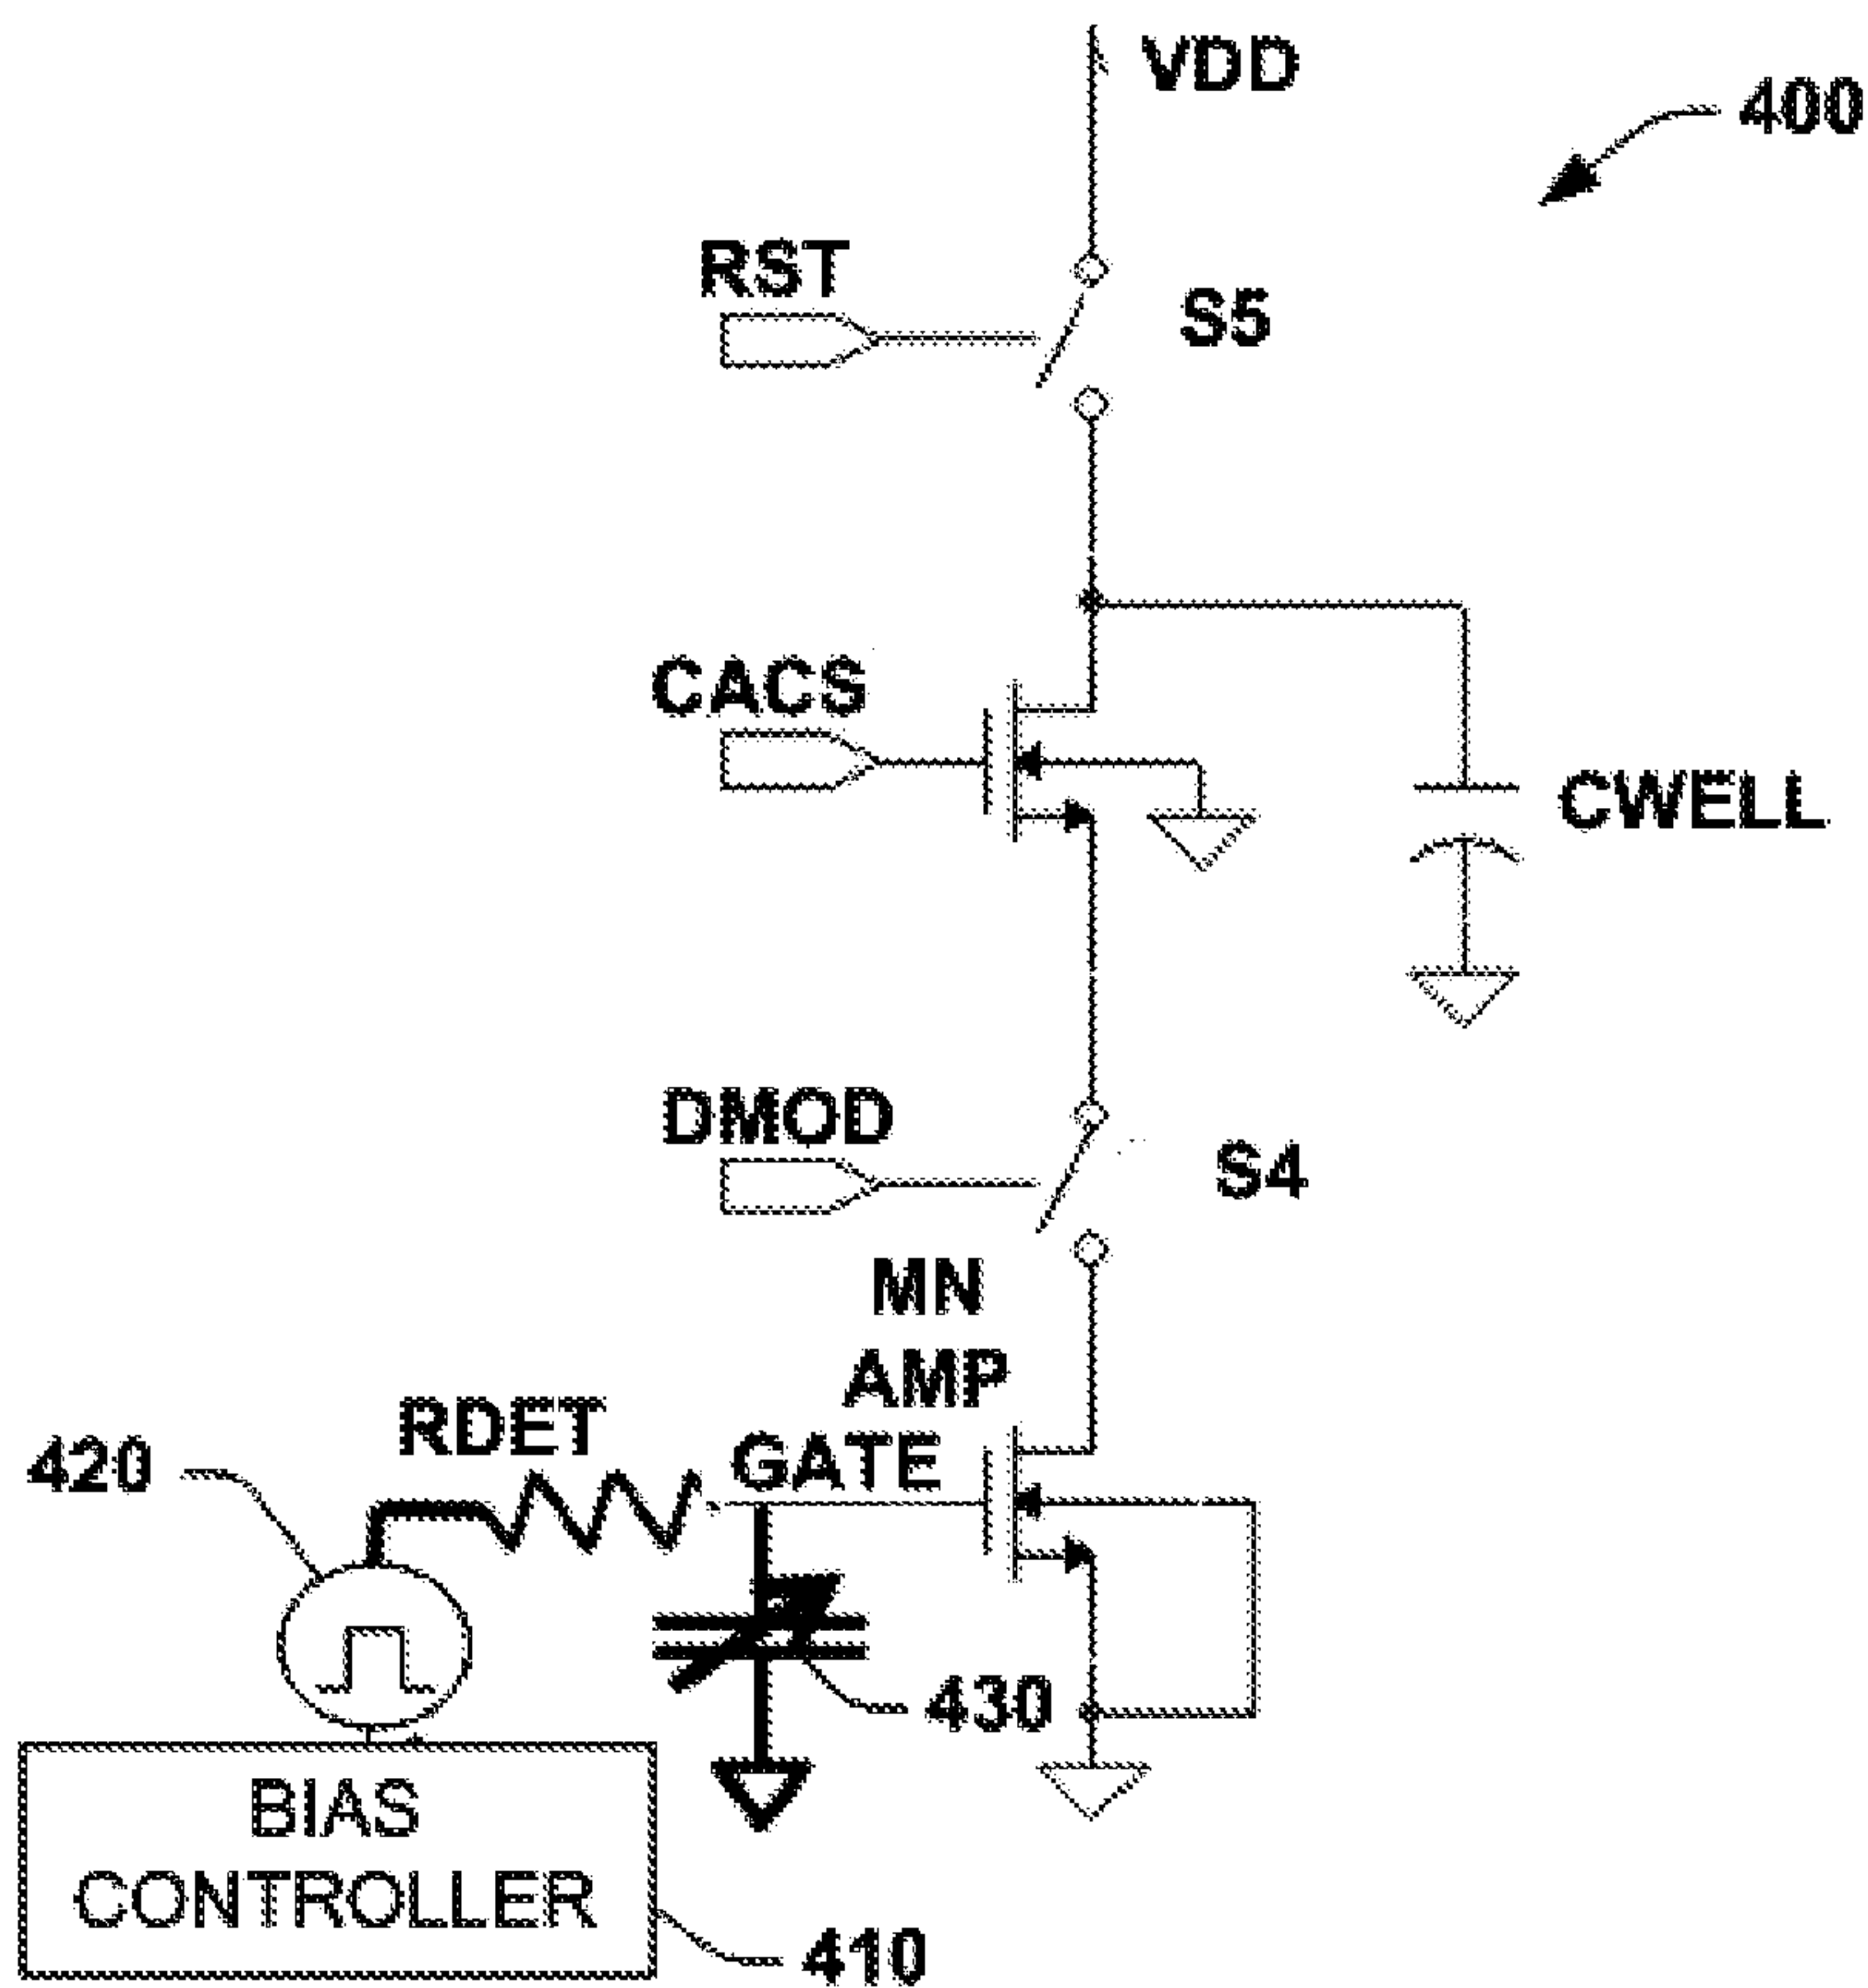 VDD
400
RST
S5
CACS
CWELL
DMOD
S4
MN
AMP
GATE
RDET
420
430
BIAS
CONTROLLER
410